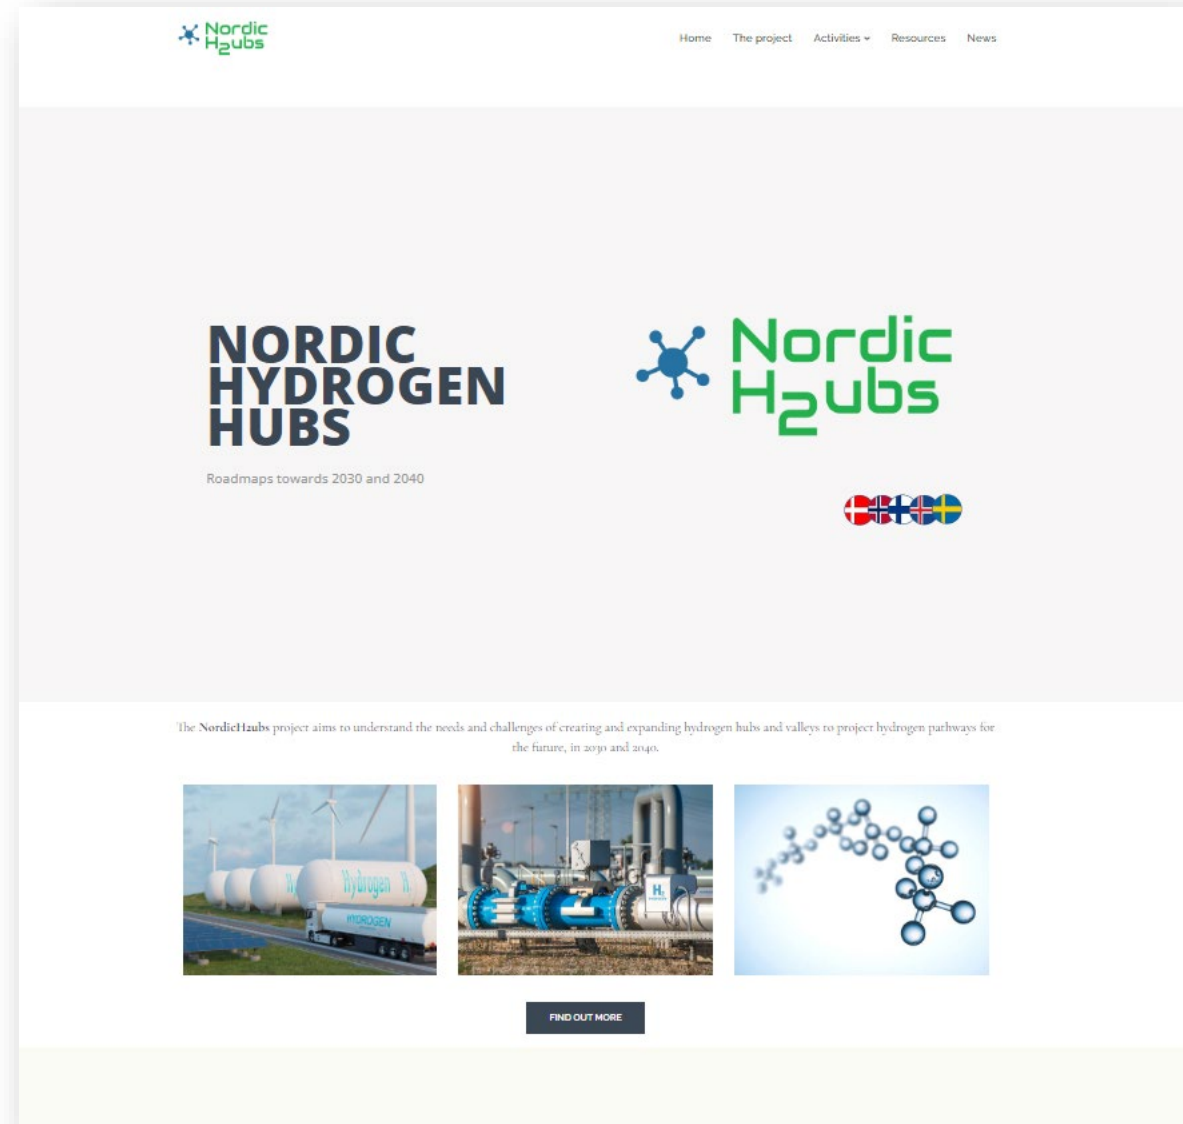 Nordic
H2ubs
Home The project Activities Resources News
NORDIC
HYDROGEN
HUBS
Nordic
H2ubs
Roadmaps towards 2030 and 2040
The NordicH2ubs project aims to understand the needs and challenges of creating and expanding hydrogen hubs and valleys to project hydrogen pathways for
the future, in 2030 and 2040.
Hydrogen H
HYDROGEN
H2
FIND OUT MORE